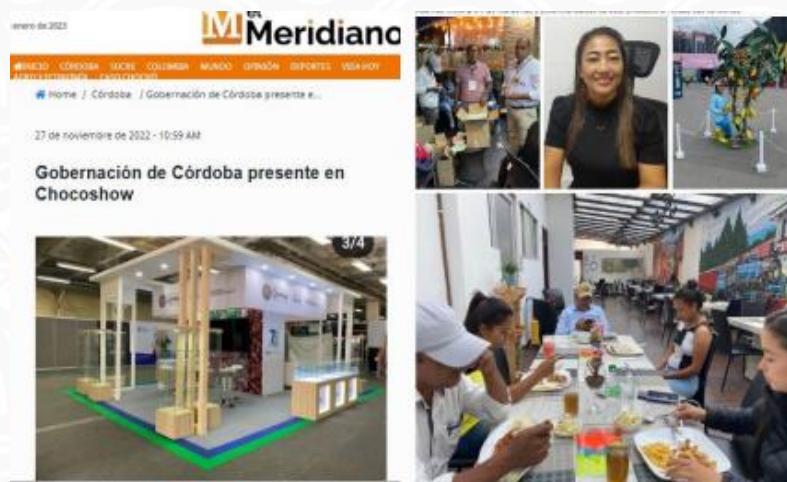 enero de 2023
el
M Meridiano
INICIO CÓRDOBA SUCRE COLOMBIA MUNDO OPINIÓN DEPORTES VIDA HOY
Home / Córdoba / Gobernación de Córdoba presente e...
27 de noviembre de 2022 - 10:59 AM
Gobernación de Córdoba presente en
Chocoshow
3/4